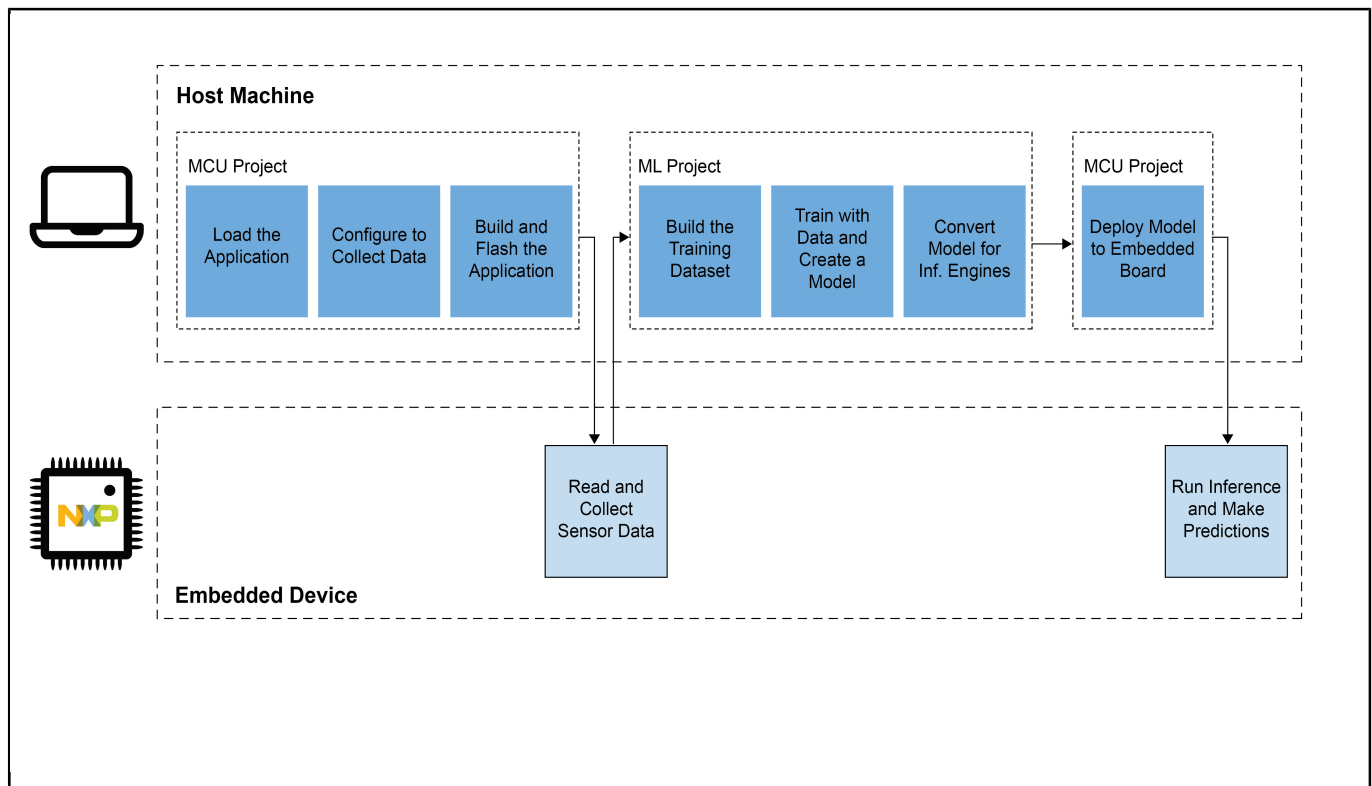 Host Machine
MCU Project
Load the
Application
Configure to
Collect Data
Build and
Flash the
Application
ML Project
Build the
Training
Dataset
Train with
Data and
Create a
Model
Convert
Model for
Inf. Engines
MCU Project
Deploy Model
to Embedded
Board
NXP
Read and
Collect
Sensor Data
Run Inference
and Make
Predictions
Embedded Device